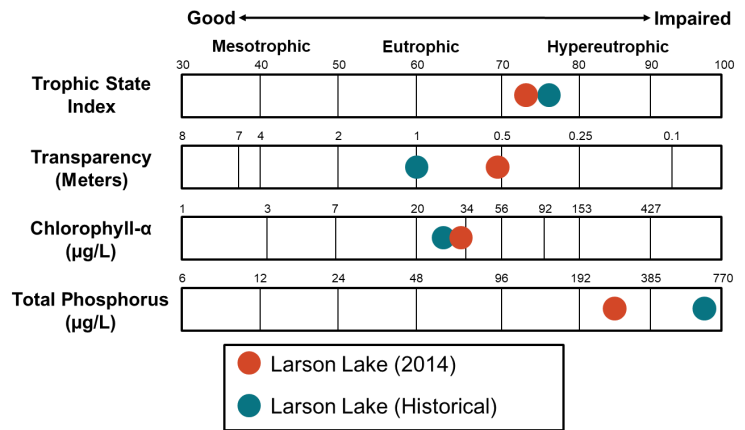 Good Impaired
Mesotrophic Eutrophic Hypereutrophic
30 40 50 60 70 80 90 100
Trophic State
Index
8 7 4 2 1 0.5 0.25 0.1
Transparency
(Meters)
1 3 7 20 34 56 92 153 427
Chlorophyll-α
(µg/L)
6 12 24 48 96 192 385 770
Total Phosphorus
(µg/L)
Larson Lake (2014)
Larson Lake (Historical)